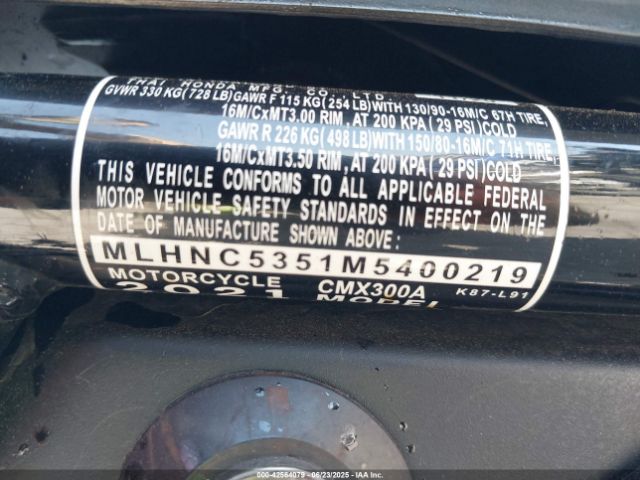 THAI HONDA MFG. CO.,LTD.
GVWR 330 KG(728 LB)GAWR F 115 KG(254 LB)WITH 130/90-16M/C 67H TIRE,
16M/CxMT3.00 RIM, AT 200 KPA(29 PSI)COLD
GAWR R 226 KG(498 LB)WITH 150/80-16M/C 71H TIRE,
16M/CxMT3.50 RIM, AT 200 KPA(29 PSI)COLD
THIS VEHICLE CONFORMS TO ALL APPLICABLE FEDERAL
MOTOR VEHICLE SAFETY STANDARDS IN EFFECT ON THE
DATE OF MANUFACTURE SHOWN ABOVE:
MLHNC5351M5400219
MOTORCYCLE CMX300A K87-L91
2021 MODEL
000-42564079 - 06/23/2025 - IAAI.COM